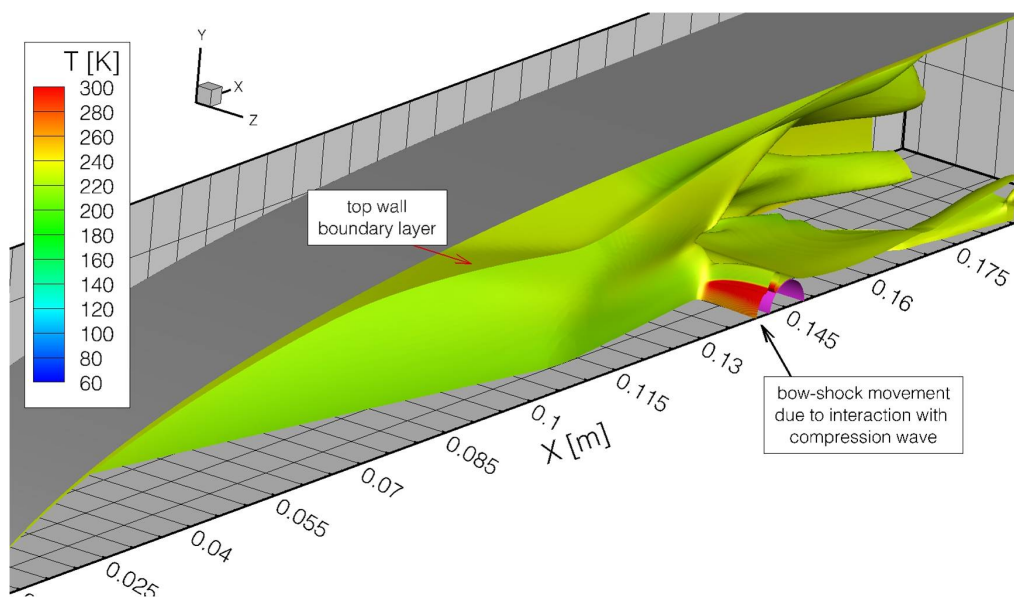 T [K]
300
280
260
240
220
200
180
160
140
120
100
80
60
Y
X
Z
top wall
boundary layer
bow-shock movement
due to interaction with
compression wave
0.025
0.04
0.055
0.07
0.085
0.1
0.115
0.13
0.145
0.16
0.175
X [m]